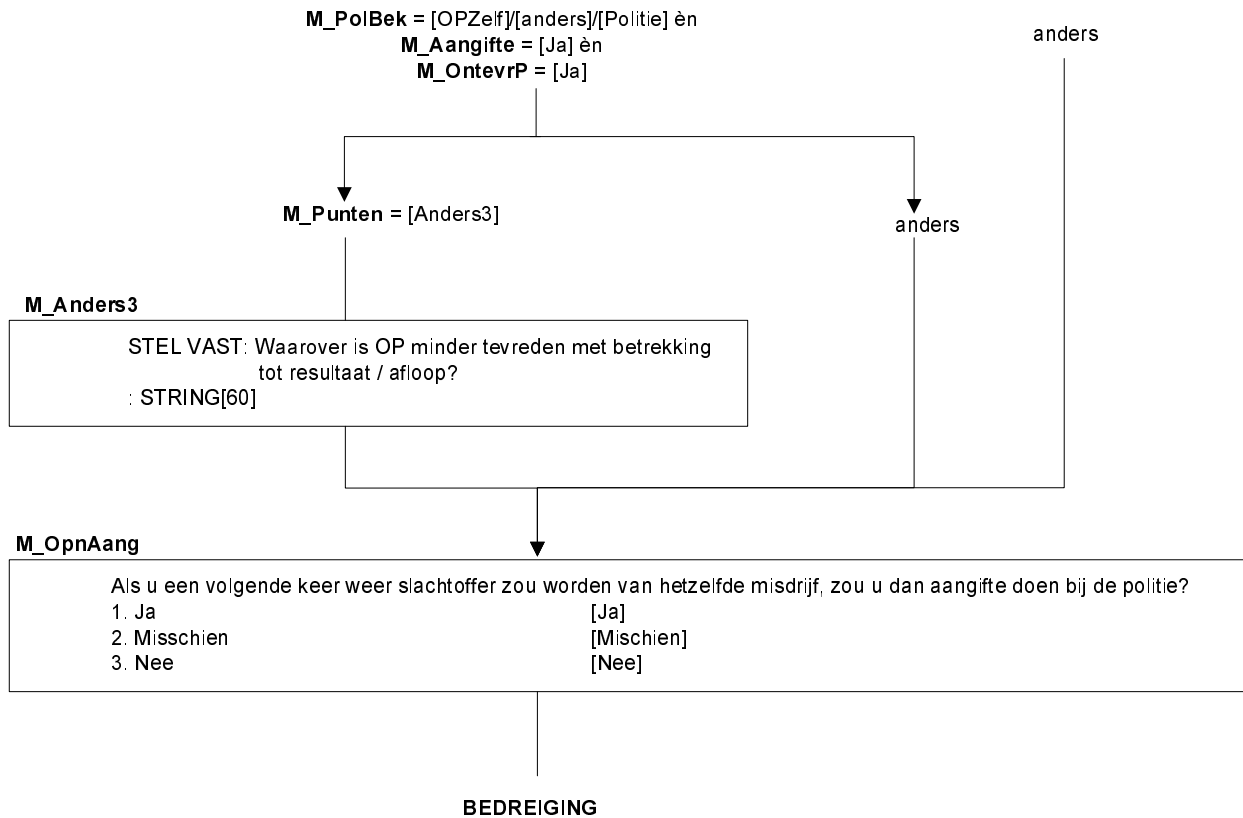 M_PolBek = [OPZelf]/[anders]/[Politie] èn
M_Aangifte = [Ja] èn
M_OntevrP = [Ja]
anders
M_Punten = [Anders3]
anders
M_Anders3
STEL VAST: Waarover is OP minder tevreden met betrekking
tot resultaat / afloop?
: STRING[60]
M_OpnAang
Als u een volgende keer weer slachtoffer zou worden van hetzelfde misdrijf, zou u dan aangifte doen bij de politie?
1. Ja [Ja]
2. Misschien [Mischien]
3. Nee [Nee]
BEDREIGING